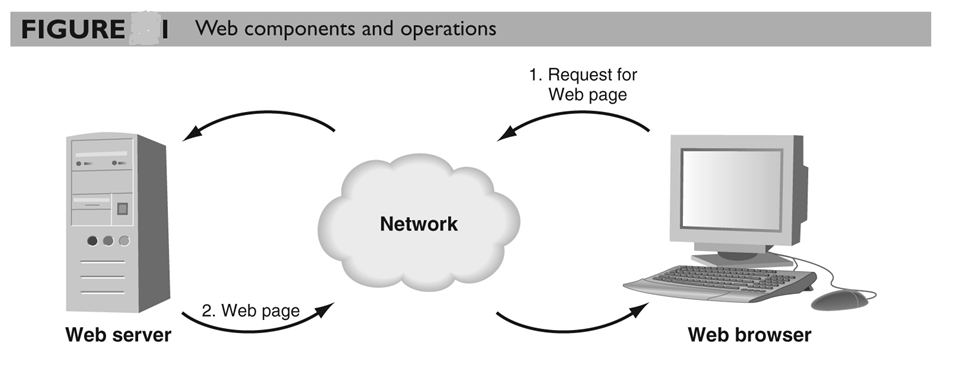 FIGURE 1 Web components and operations
1. Request for
Web page
Network
2. Web page
Web server
Web browser